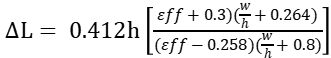 ΔL = 0.412h [ (εeff + 0.3)(w/h + 0.264) / (εeff − 0.258)(w/h + 0.8) ]